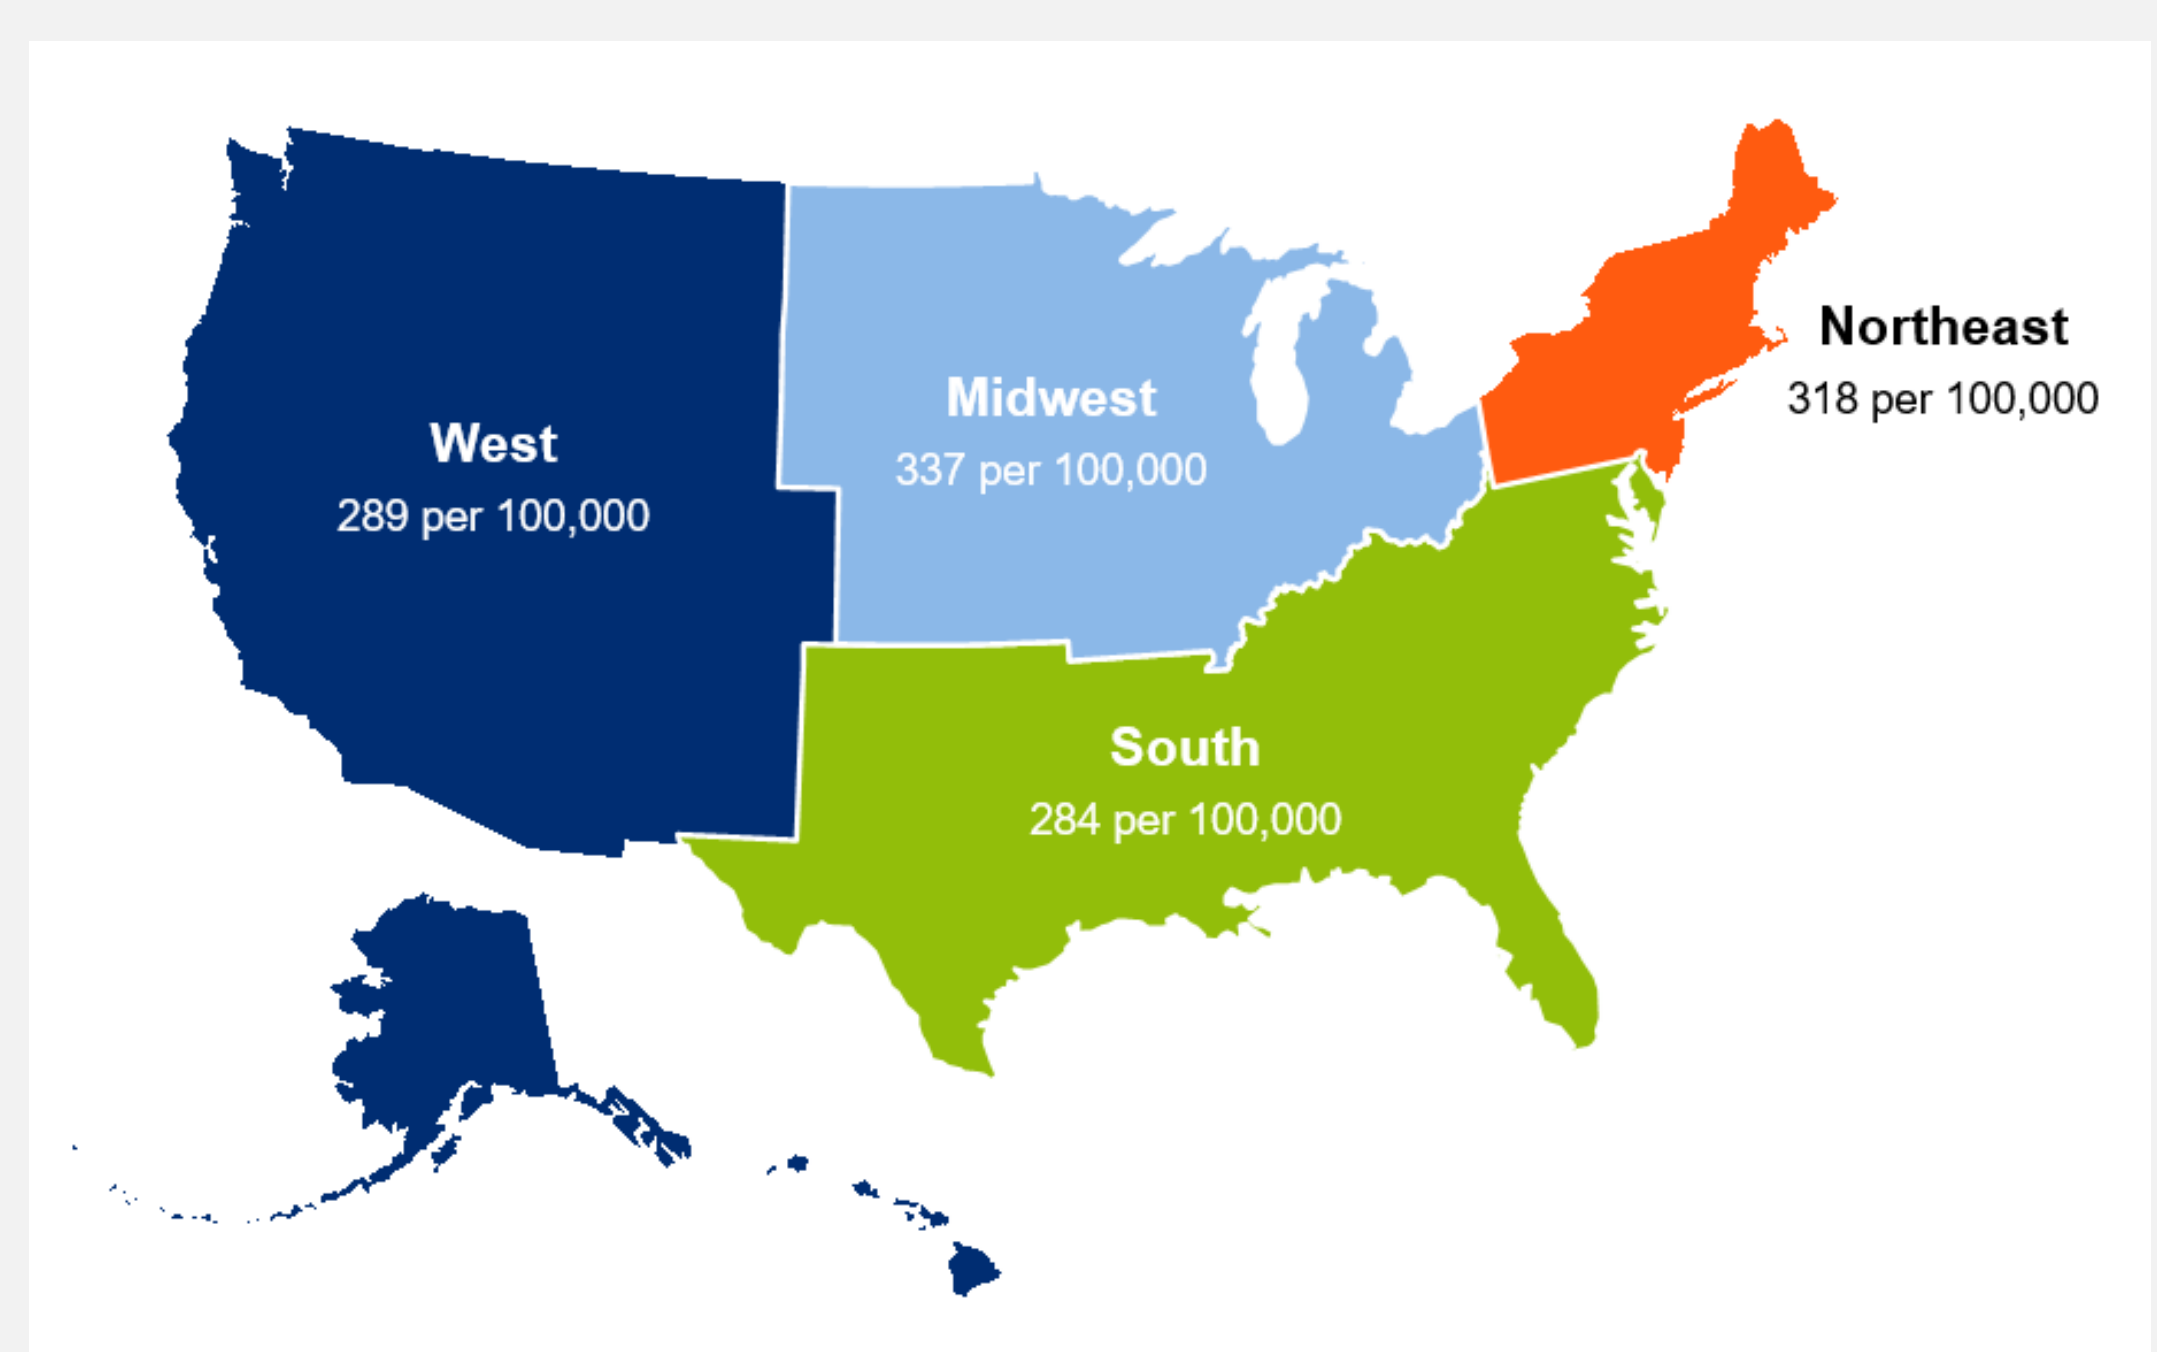 Northeast
318 per 100,000
Midwest
337 per 100,000
West
289 per 100,000
South
284 per 100,000